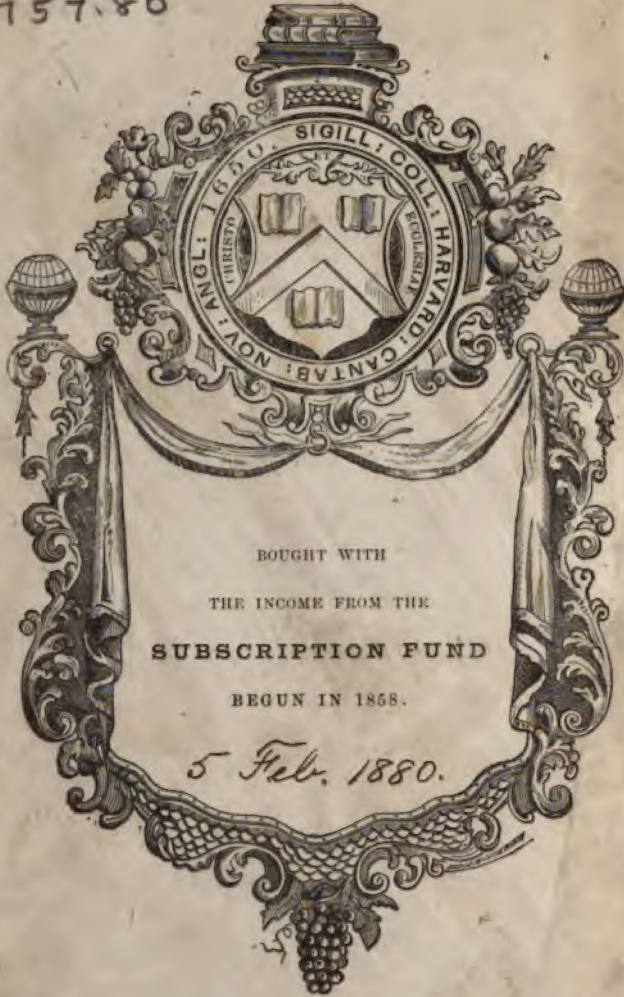 757.80
SIGILL: COLL: HARVARD: CANTAB: NOV: ANGL: 1650.
CHRISTO
ET
ECCLESIAE
BOUGHT WITH
THE INCOME FROM THE
SUBSCRIPTION FUND
BEGUN IN 1858.
5 Feb. 1880.